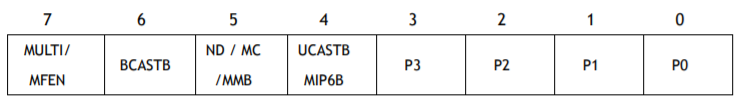 7 6 5 4 3 2 1 0
MULTI/ MFEN BCASTB ND / MC /MMB UCASTB MIP6B P3 P2 P1 P0